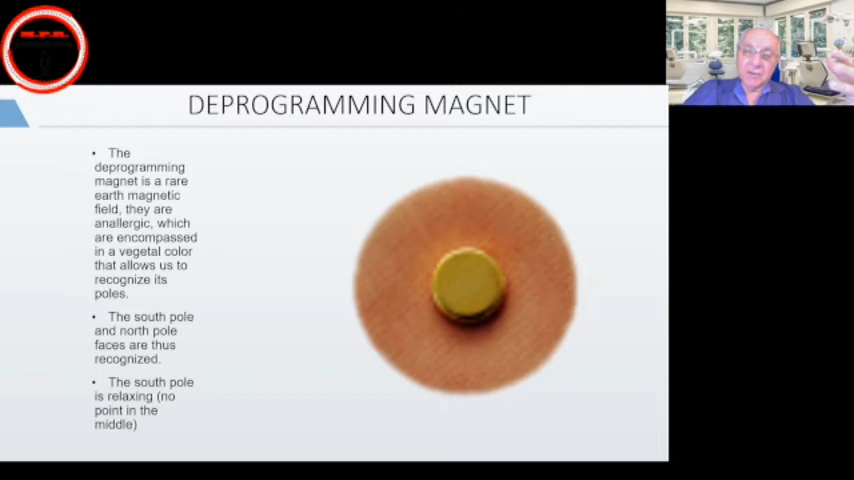 DEPROGRAMMING MAGNET
• The
deprogramming
magnet is a rare
earth magnetic
field, they are
anallergic, which
are encompassed
in a vegetal color
that allows us to
recognize its
poles.
• The south pole
and north pole
faces are thus
recognized.
• The south pole
is relaxing (no
point in the
middle)